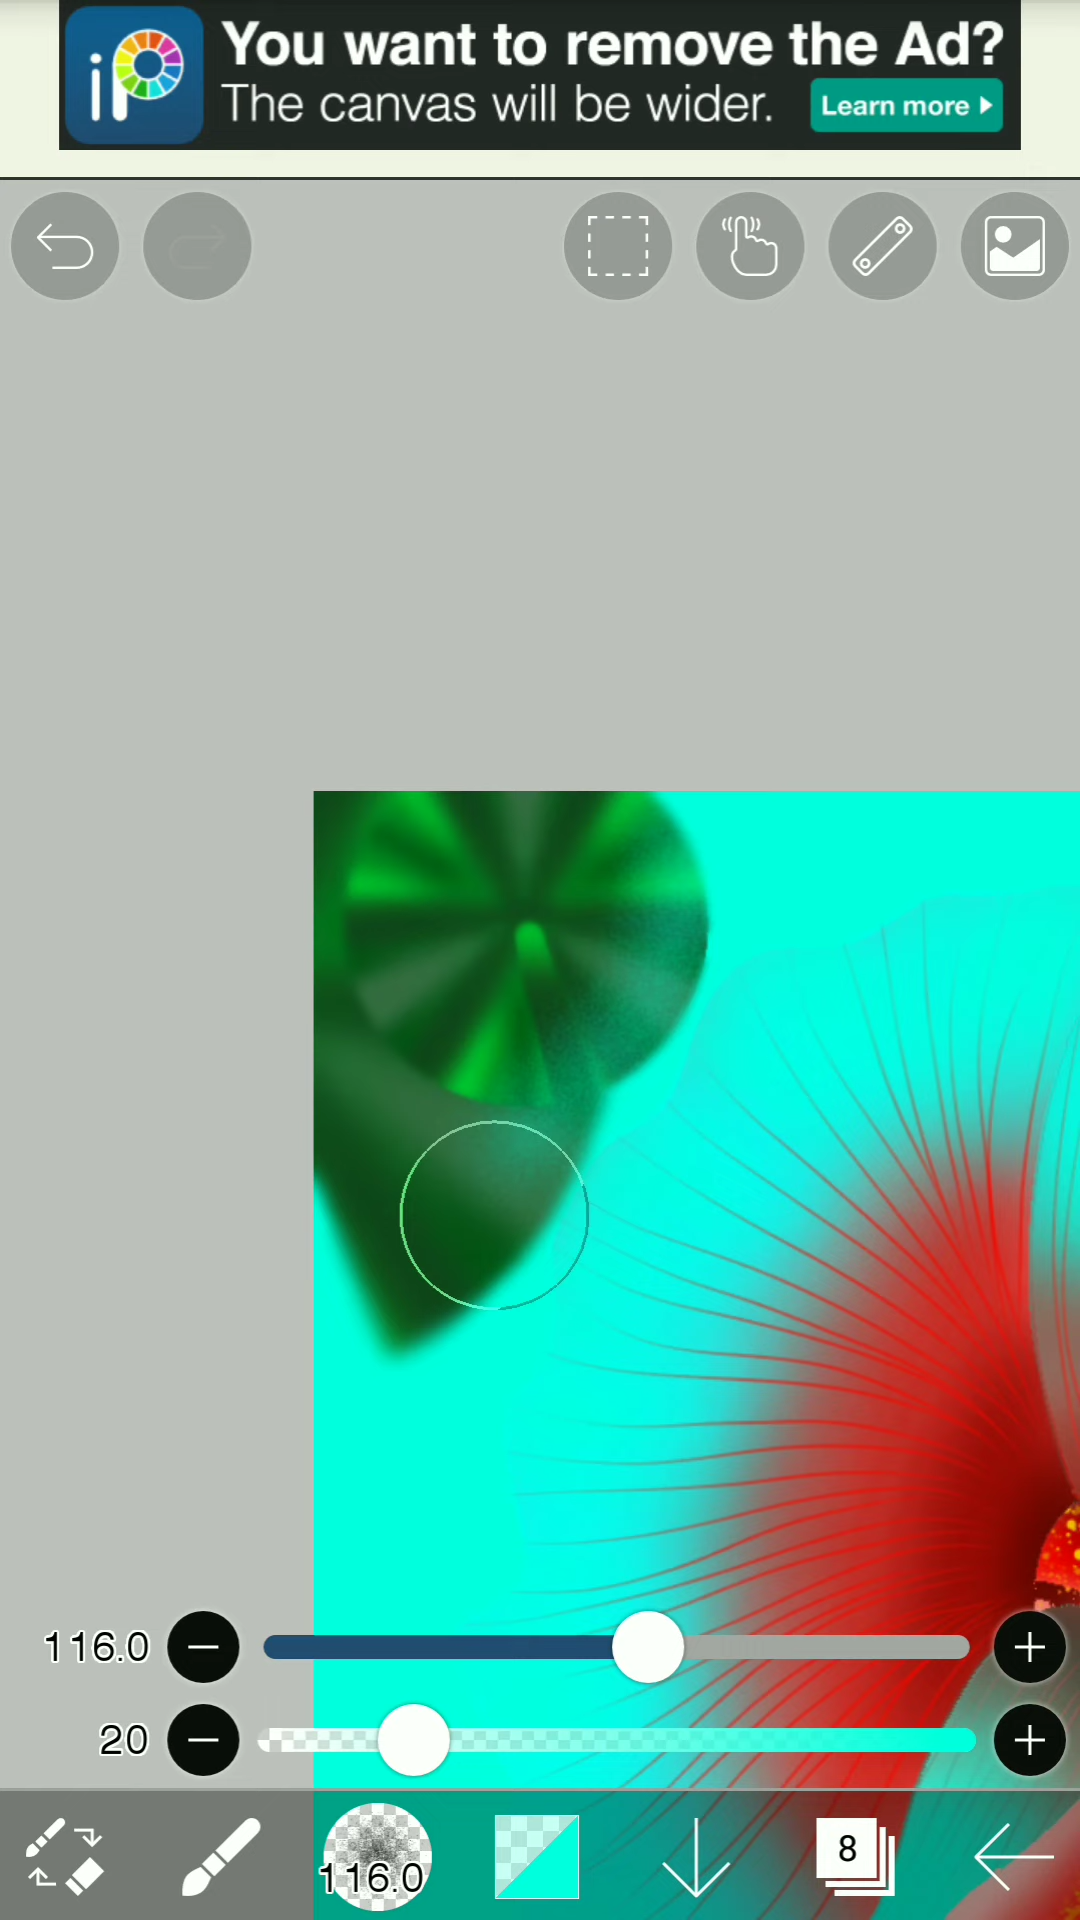 iP
You want to remove the Ad?
The canvas will be wider.
Learn more
116.0
20
116.0
8